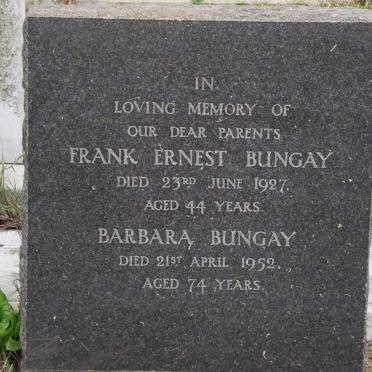 IN
LOVING MEMORY OF
OUR DEAR PARENTS
FRANK ERNEST BUNGAY
DIED 23RD JUNE 1927.
AGED 44 YEARS.
BARBARA BUNGAY
DIED 21ST APRIL 1952.
AGED 74 YEARS.